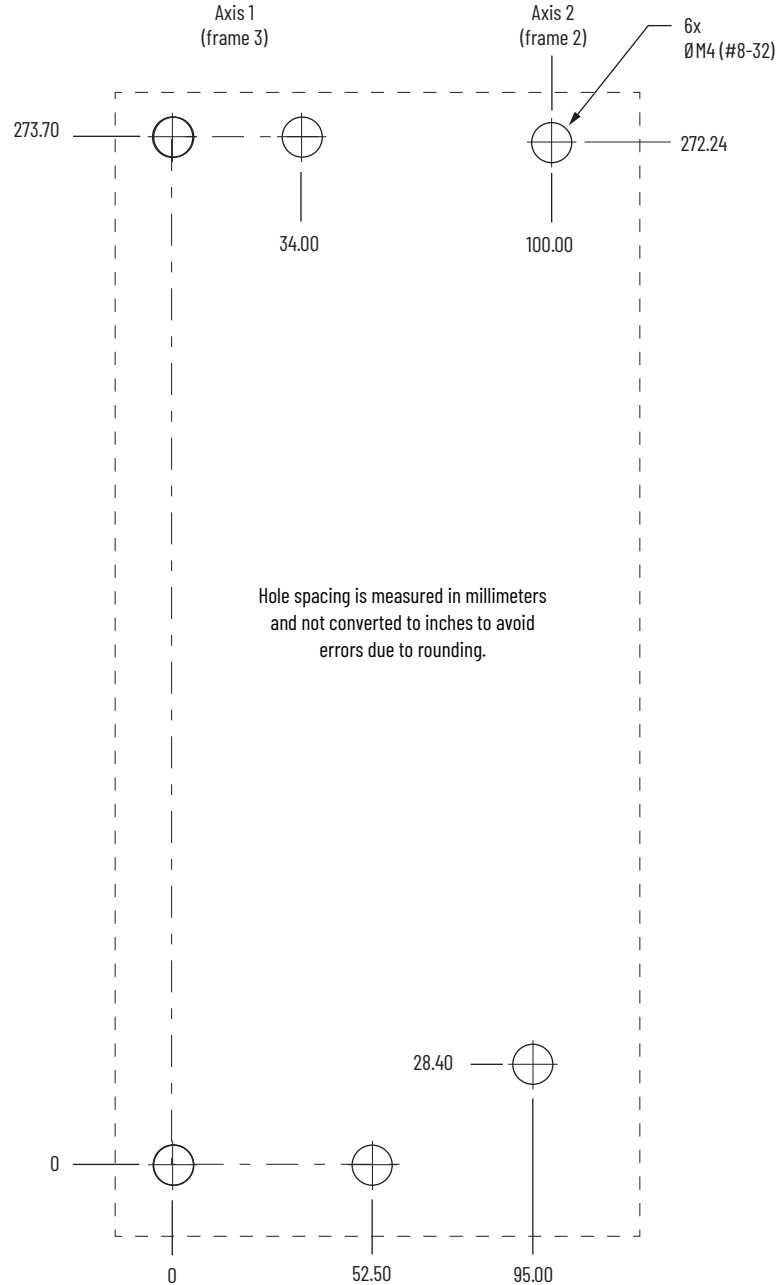 Axis 1
(frame 3)
Axis 2
(frame 2)
6x
Ø M4 (#8-32)
273.70
272.24
34.00
100.00
Hole spacing is measured in millimeters
and not converted to inches to avoid
errors due to rounding.
28.40
0
0
52.50
95.00